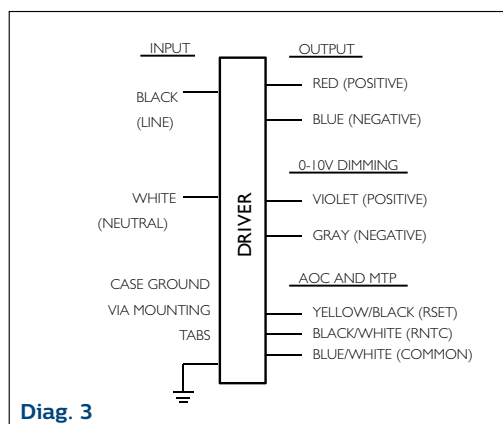 INPUT
BLACK
(LINE)
WHITE
(NEUTRAL)
CASE GROUND
VIA MOUNTING
TABS
DRIVER
OUTPUT
RED (POSITIVE)
BLUE (NEGATIVE)
0-10V DIMMING
VIOLET (POSITIVE)
GRAY (NEGATIVE)
AOC AND MTP
YELLOW/BLACK (RSET)
BLACK/WHITE (RNTC)
BLUE/WHITE (COMMON)
Diag. 3